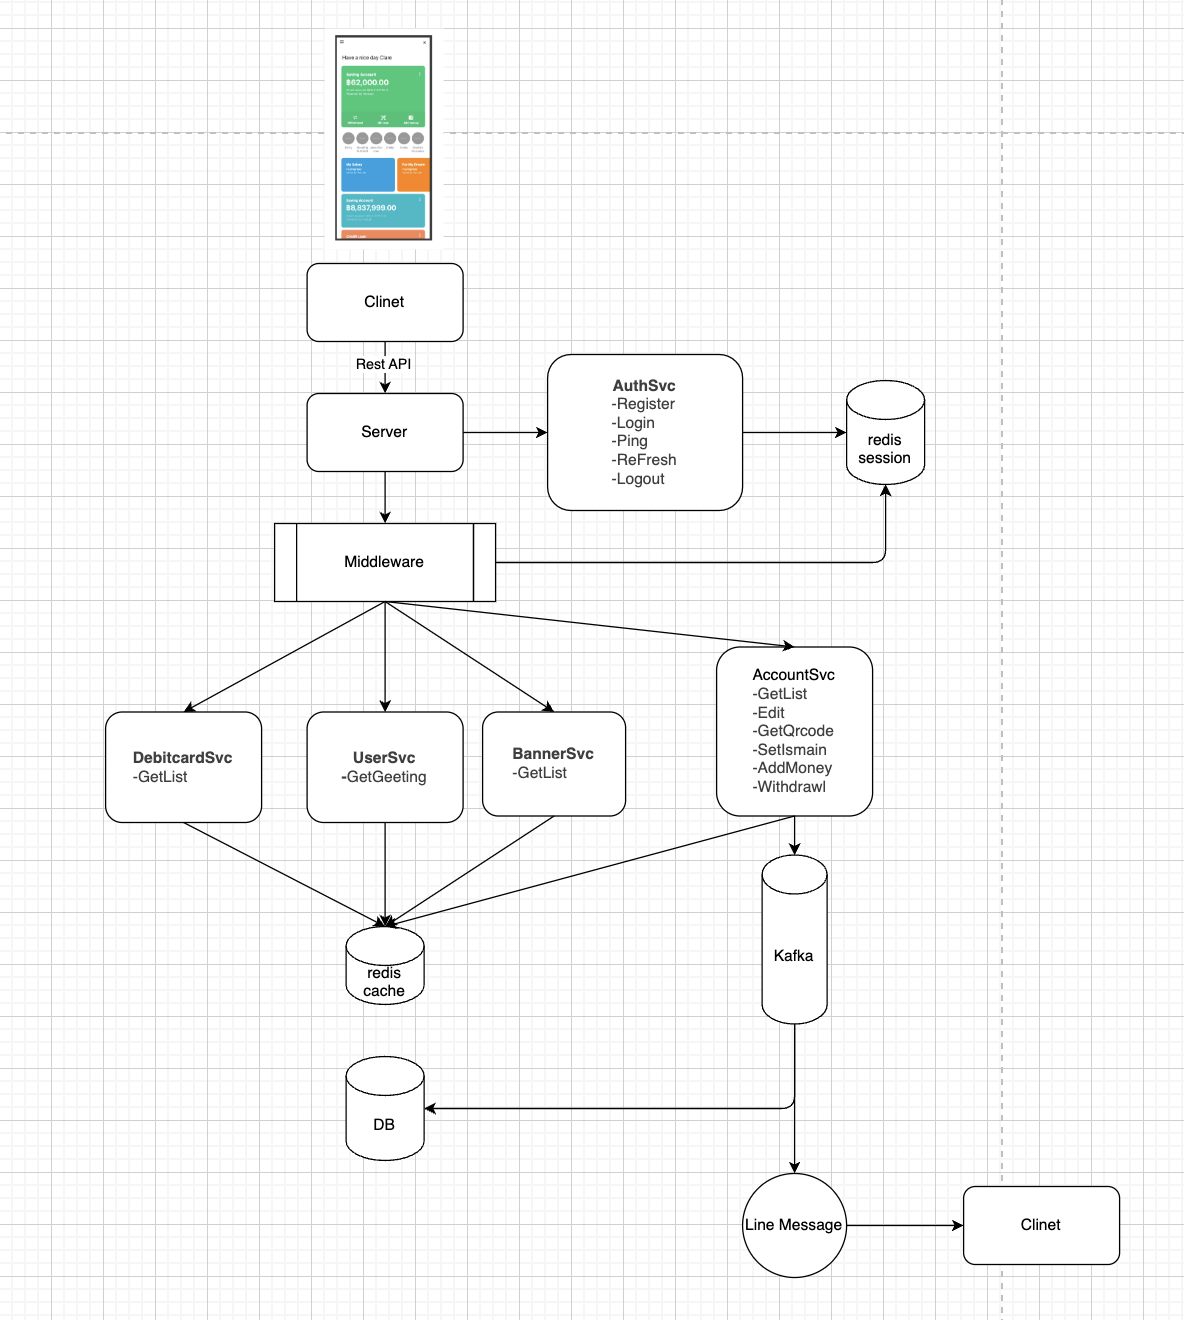 Have a nice day Clare
Saving Account
฿62,000.00
Saving Account
฿8,837,999.00
Credit Loan
Clinet
Rest API
Server
AuthSvc
-Register
-Login
-Ping
-ReFresh
-Logout
redis
session
Middleware
DebitcardSvc
-GetList
UserSvc
-GetGeeting
BannerSvc
-GetList
AccountSvc
-GetList
-Edit
-GetQrcode
-SetIsmain
-AddMoney
-Withdrawl
redis
cache
Kafka
DB
Line Message
Clinet